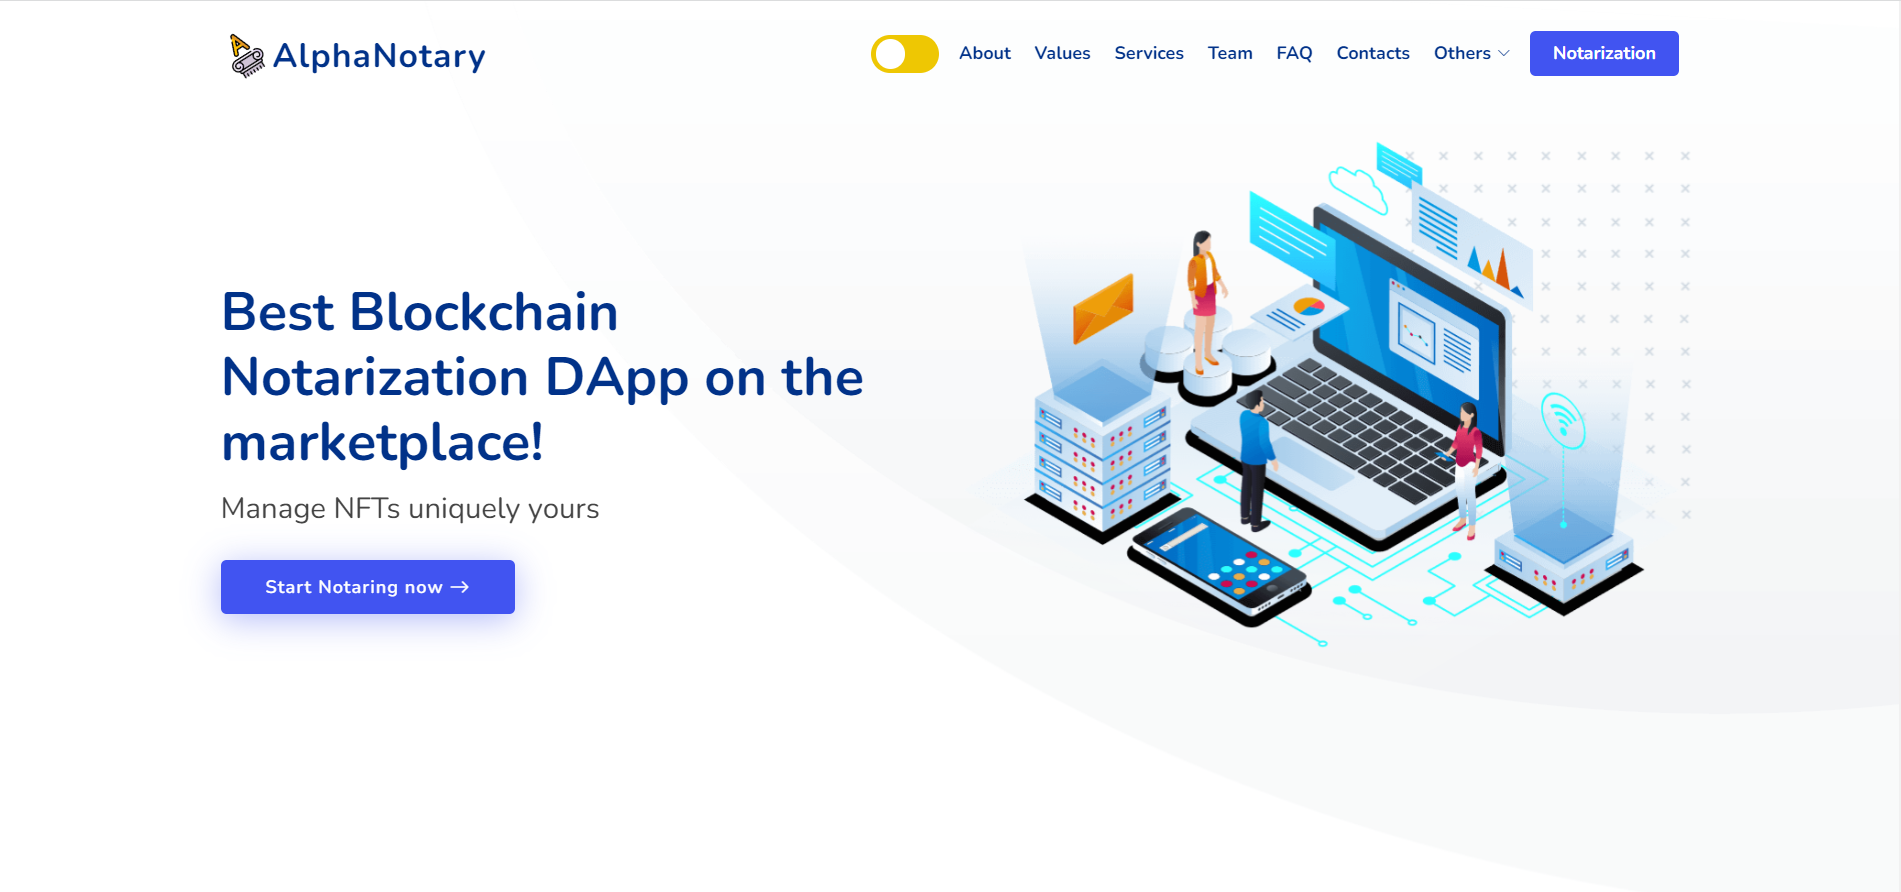 AlphaNotary
About Values Services Team FAQ Contacts Others Notarization
Best Blockchain
Notarization DApp on the
marketplace!
Manage NFTs uniquely yours
Start Notaring now →